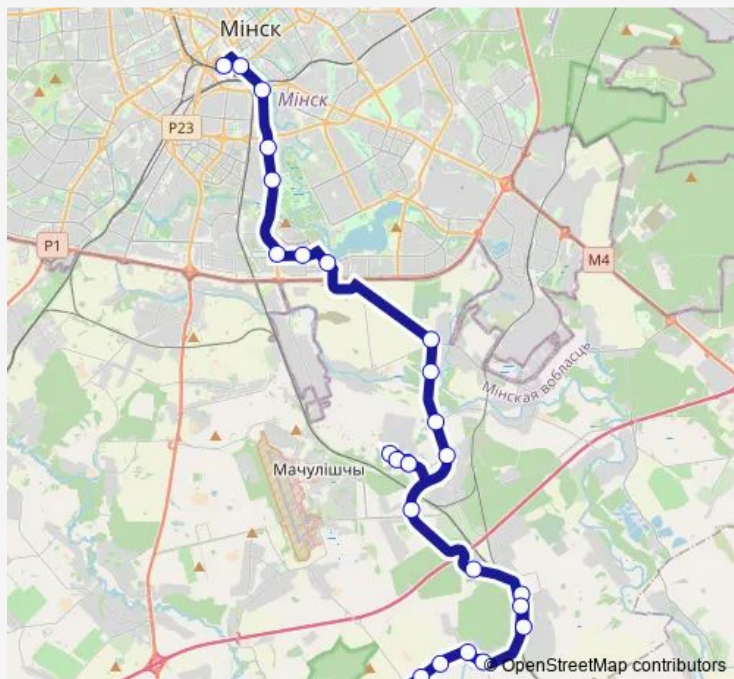 Мінск
Мінск
P23
P1
M4
Мінская вобласць
Мачулішчы
© OpenStreetMap contributors